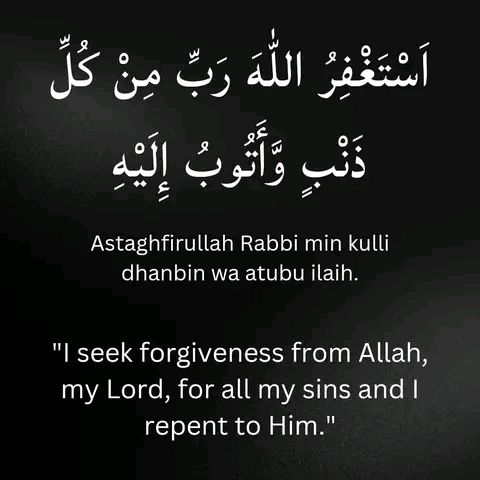 اَسْتَغْفِرُ اللّٰهَ رَبِّ مِنْ كُلِّ
ذَنْبٍ وَّأَتُوبُ إِلَيْهِ
Astaghfirullah Rabbi min kulli
dhanbin wa atubu ilaih.
"I seek forgiveness from Allah,
my Lord, for all my sins and I
repent to Him."